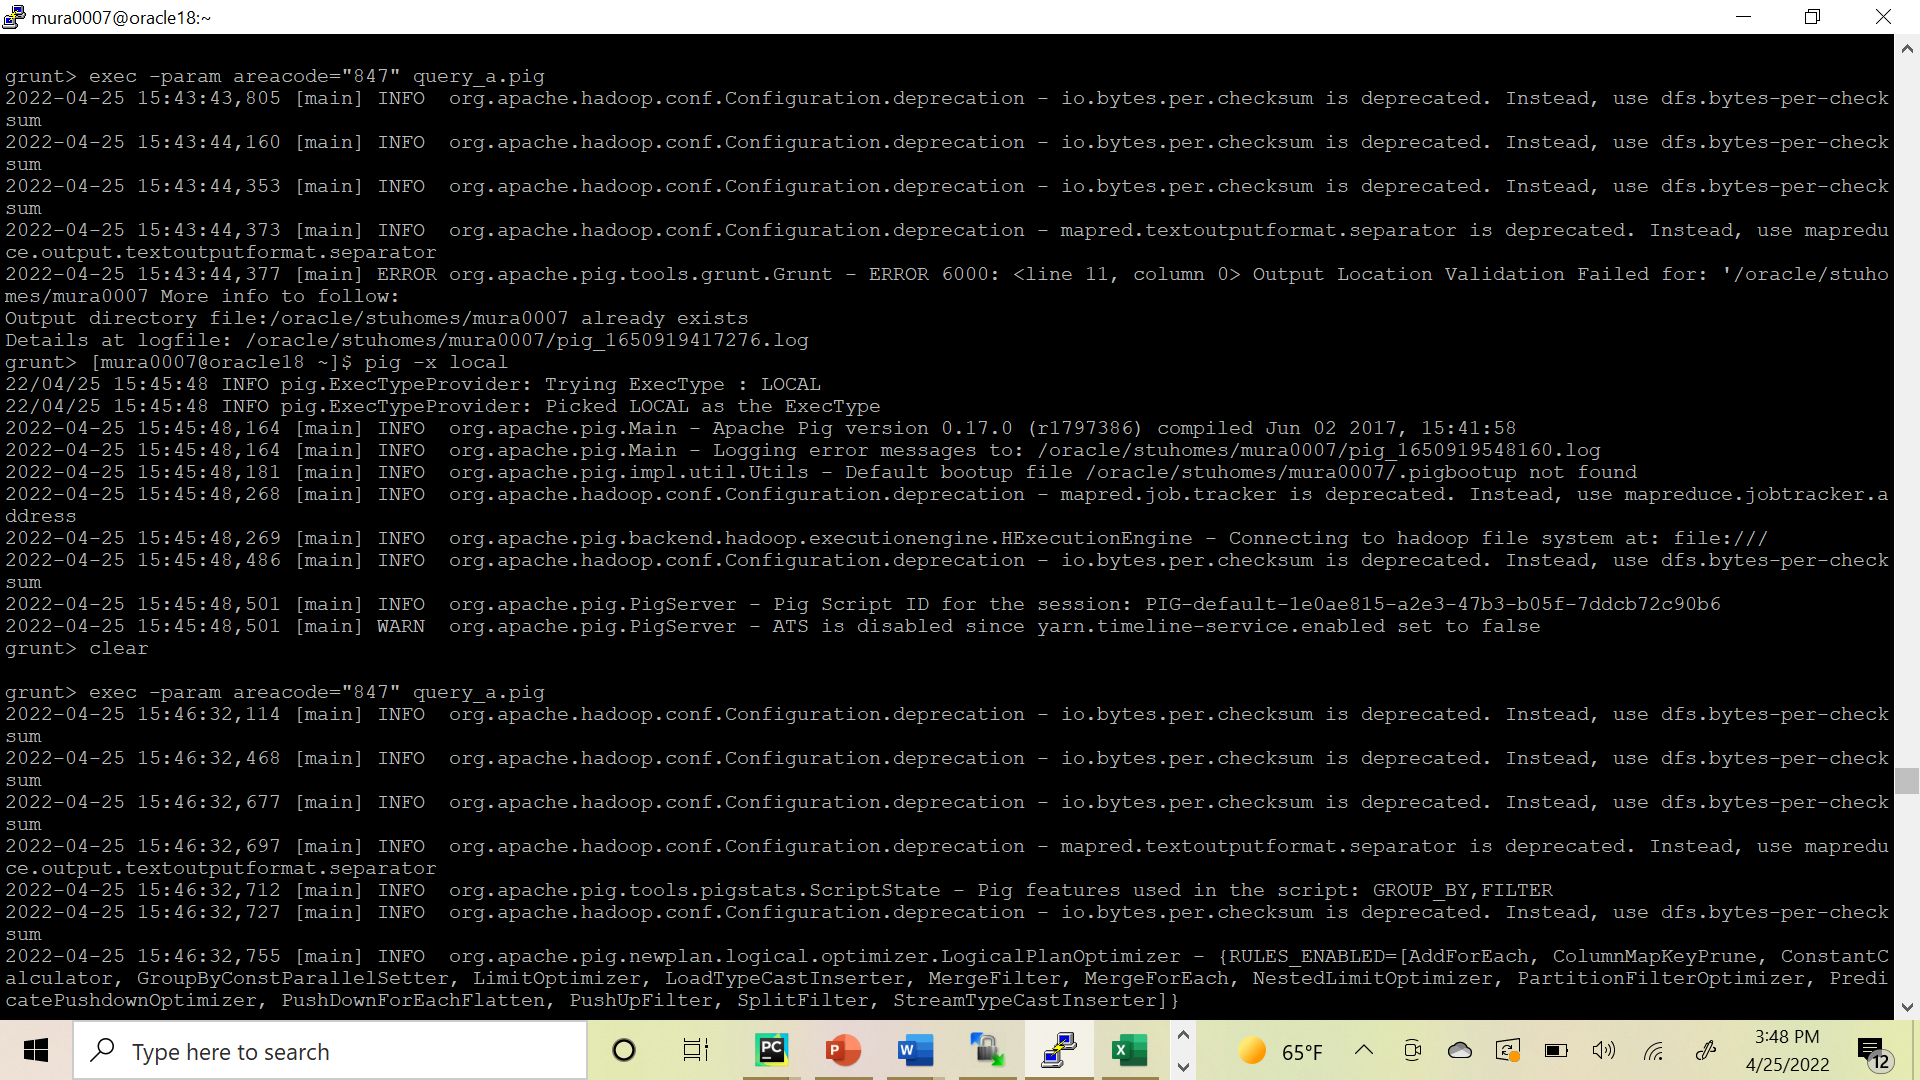 mura0007@oracle18:~
grunt> exec -param areacode="847" query_a.pig
2022-04-25 15:43:43,805 [main] INFO  org.apache.hadoop.conf.Configuration.deprecation - io.bytes.per.checksum is deprecated. Instead, use dfs.bytes-per-check
sum
2022-04-25 15:43:44,160 [main] INFO  org.apache.hadoop.conf.Configuration.deprecation - io.bytes.per.checksum is deprecated. Instead, use dfs.bytes-per-check
sum
2022-04-25 15:43:44,353 [main] INFO  org.apache.hadoop.conf.Configuration.deprecation - io.bytes.per.checksum is deprecated. Instead, use dfs.bytes-per-check
sum
2022-04-25 15:43:44,373 [main] INFO  org.apache.hadoop.conf.Configuration.deprecation - mapred.textoutputformat.separator is deprecated. Instead, use mapredu
ce.output.textoutputformat.separator
2022-04-25 15:43:44,377 [main] ERROR org.apache.pig.tools.grunt.Grunt - ERROR 6000: <line 11, column 0> Output Location Validation Failed for: '/oracle/stuho
mes/mura0007 More info to follow:
Output directory file:/oracle/stuhomes/mura0007 already exists
Details at logfile: /oracle/stuhomes/mura0007/pig_1650919417276.log
grunt> [mura0007@oracle18 ~]$ pig -x local
22/04/25 15:45:48 INFO pig.ExecTypeProvider: Trying ExecType : LOCAL
22/04/25 15:45:48 INFO pig.ExecTypeProvider: Picked LOCAL as the ExecType
2022-04-25 15:45:48,164 [main] INFO  org.apache.pig.Main - Apache Pig version 0.17.0 (r1797386) compiled Jun 02 2017, 15:41:58
2022-04-25 15:45:48,164 [main] INFO  org.apache.pig.Main - Logging error messages to: /oracle/stuhomes/mura0007/pig_1650919548160.log
2022-04-25 15:45:48,181 [main] INFO  org.apache.pig.impl.util.Utils - Default bootup file /oracle/stuhomes/mura0007/.pigbootup not found
2022-04-25 15:45:48,268 [main] INFO  org.apache.hadoop.conf.Configuration.deprecation - mapred.job.tracker is deprecated. Instead, use mapreduce.jobtracker.a
ddress
2022-04-25 15:45:48,269 [main] INFO  org.apache.pig.backend.hadoop.executionengine.HExecutionEngine - Connecting to hadoop file system at: file:///
2022-04-25 15:45:48,486 [main] INFO  org.apache.hadoop.conf.Configuration.deprecation - io.bytes.per.checksum is deprecated. Instead, use dfs.bytes-per-check
sum
2022-04-25 15:45:48,501 [main] INFO  org.apache.pig.PigServer - Pig Script ID for the session: PIG-default-1e0ae815-a2e3-47b3-b05f-7ddcb72c90b6
2022-04-25 15:45:48,501 [main] WARN  org.apache.pig.PigServer - ATS is disabled since yarn.timeline-service.enabled set to false
grunt> clear
grunt> exec -param areacode="847" query_a.pig
2022-04-25 15:46:32,114 [main] INFO  org.apache.hadoop.conf.Configuration.deprecation - io.bytes.per.checksum is deprecated. Instead, use dfs.bytes-per-check
sum
2022-04-25 15:46:32,468 [main] INFO  org.apache.hadoop.conf.Configuration.deprecation - io.bytes.per.checksum is deprecated. Instead, use dfs.bytes-per-check
sum
2022-04-25 15:46:32,677 [main] INFO  org.apache.hadoop.conf.Configuration.deprecation - io.bytes.per.checksum is deprecated. Instead, use dfs.bytes-per-check
sum
2022-04-25 15:46:32,697 [main] INFO  org.apache.hadoop.conf.Configuration.deprecation - mapred.textoutputformat.separator is deprecated. Instead, use mapredu
ce.output.textoutputformat.separator
2022-04-25 15:46:32,712 [main] INFO  org.apache.pig.tools.pigstats.ScriptState - Pig features used in the script: GROUP_BY,FILTER
2022-04-25 15:46:32,727 [main] INFO  org.apache.hadoop.conf.Configuration.deprecation - io.bytes.per.checksum is deprecated. Instead, use dfs.bytes-per-check
sum
2022-04-25 15:46:32,755 [main] INFO  org.apache.pig.newplan.logical.optimizer.LogicalPlanOptimizer - {RULES_ENABLED=[AddForEach, ColumnMapKeyPrune, ConstantC
alculator, GroupByConstParallelSetter, LimitOptimizer, LoadTypeCastInserter, MergeFilter, MergeForEach, NestedLimitOptimizer, PartitionFilterOptimizer, Predi
catePushdownOptimizer, PushDownForEachFlatten, PushUpFilter, SplitFilter, StreamTypeCastInserter]}
Type here to search
PC
P
W
X
65°F
3:48 PM
4/25/2022
12